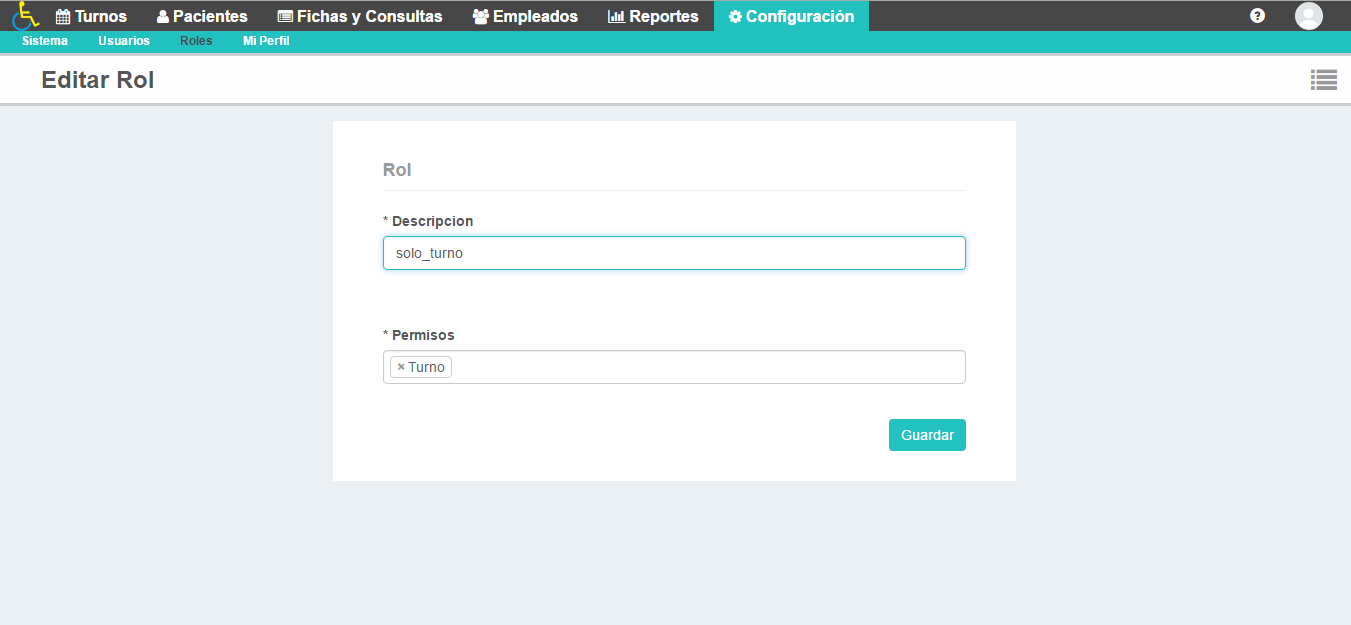 Turnos Pacientes Fichas y Consultas Empleados Reportes Configuración ?
Sistema Usuarios Roles Mi Perfil
Editar Rol
Rol
* Descripcion
solo_turno
* Permisos
× Turno
Guardar